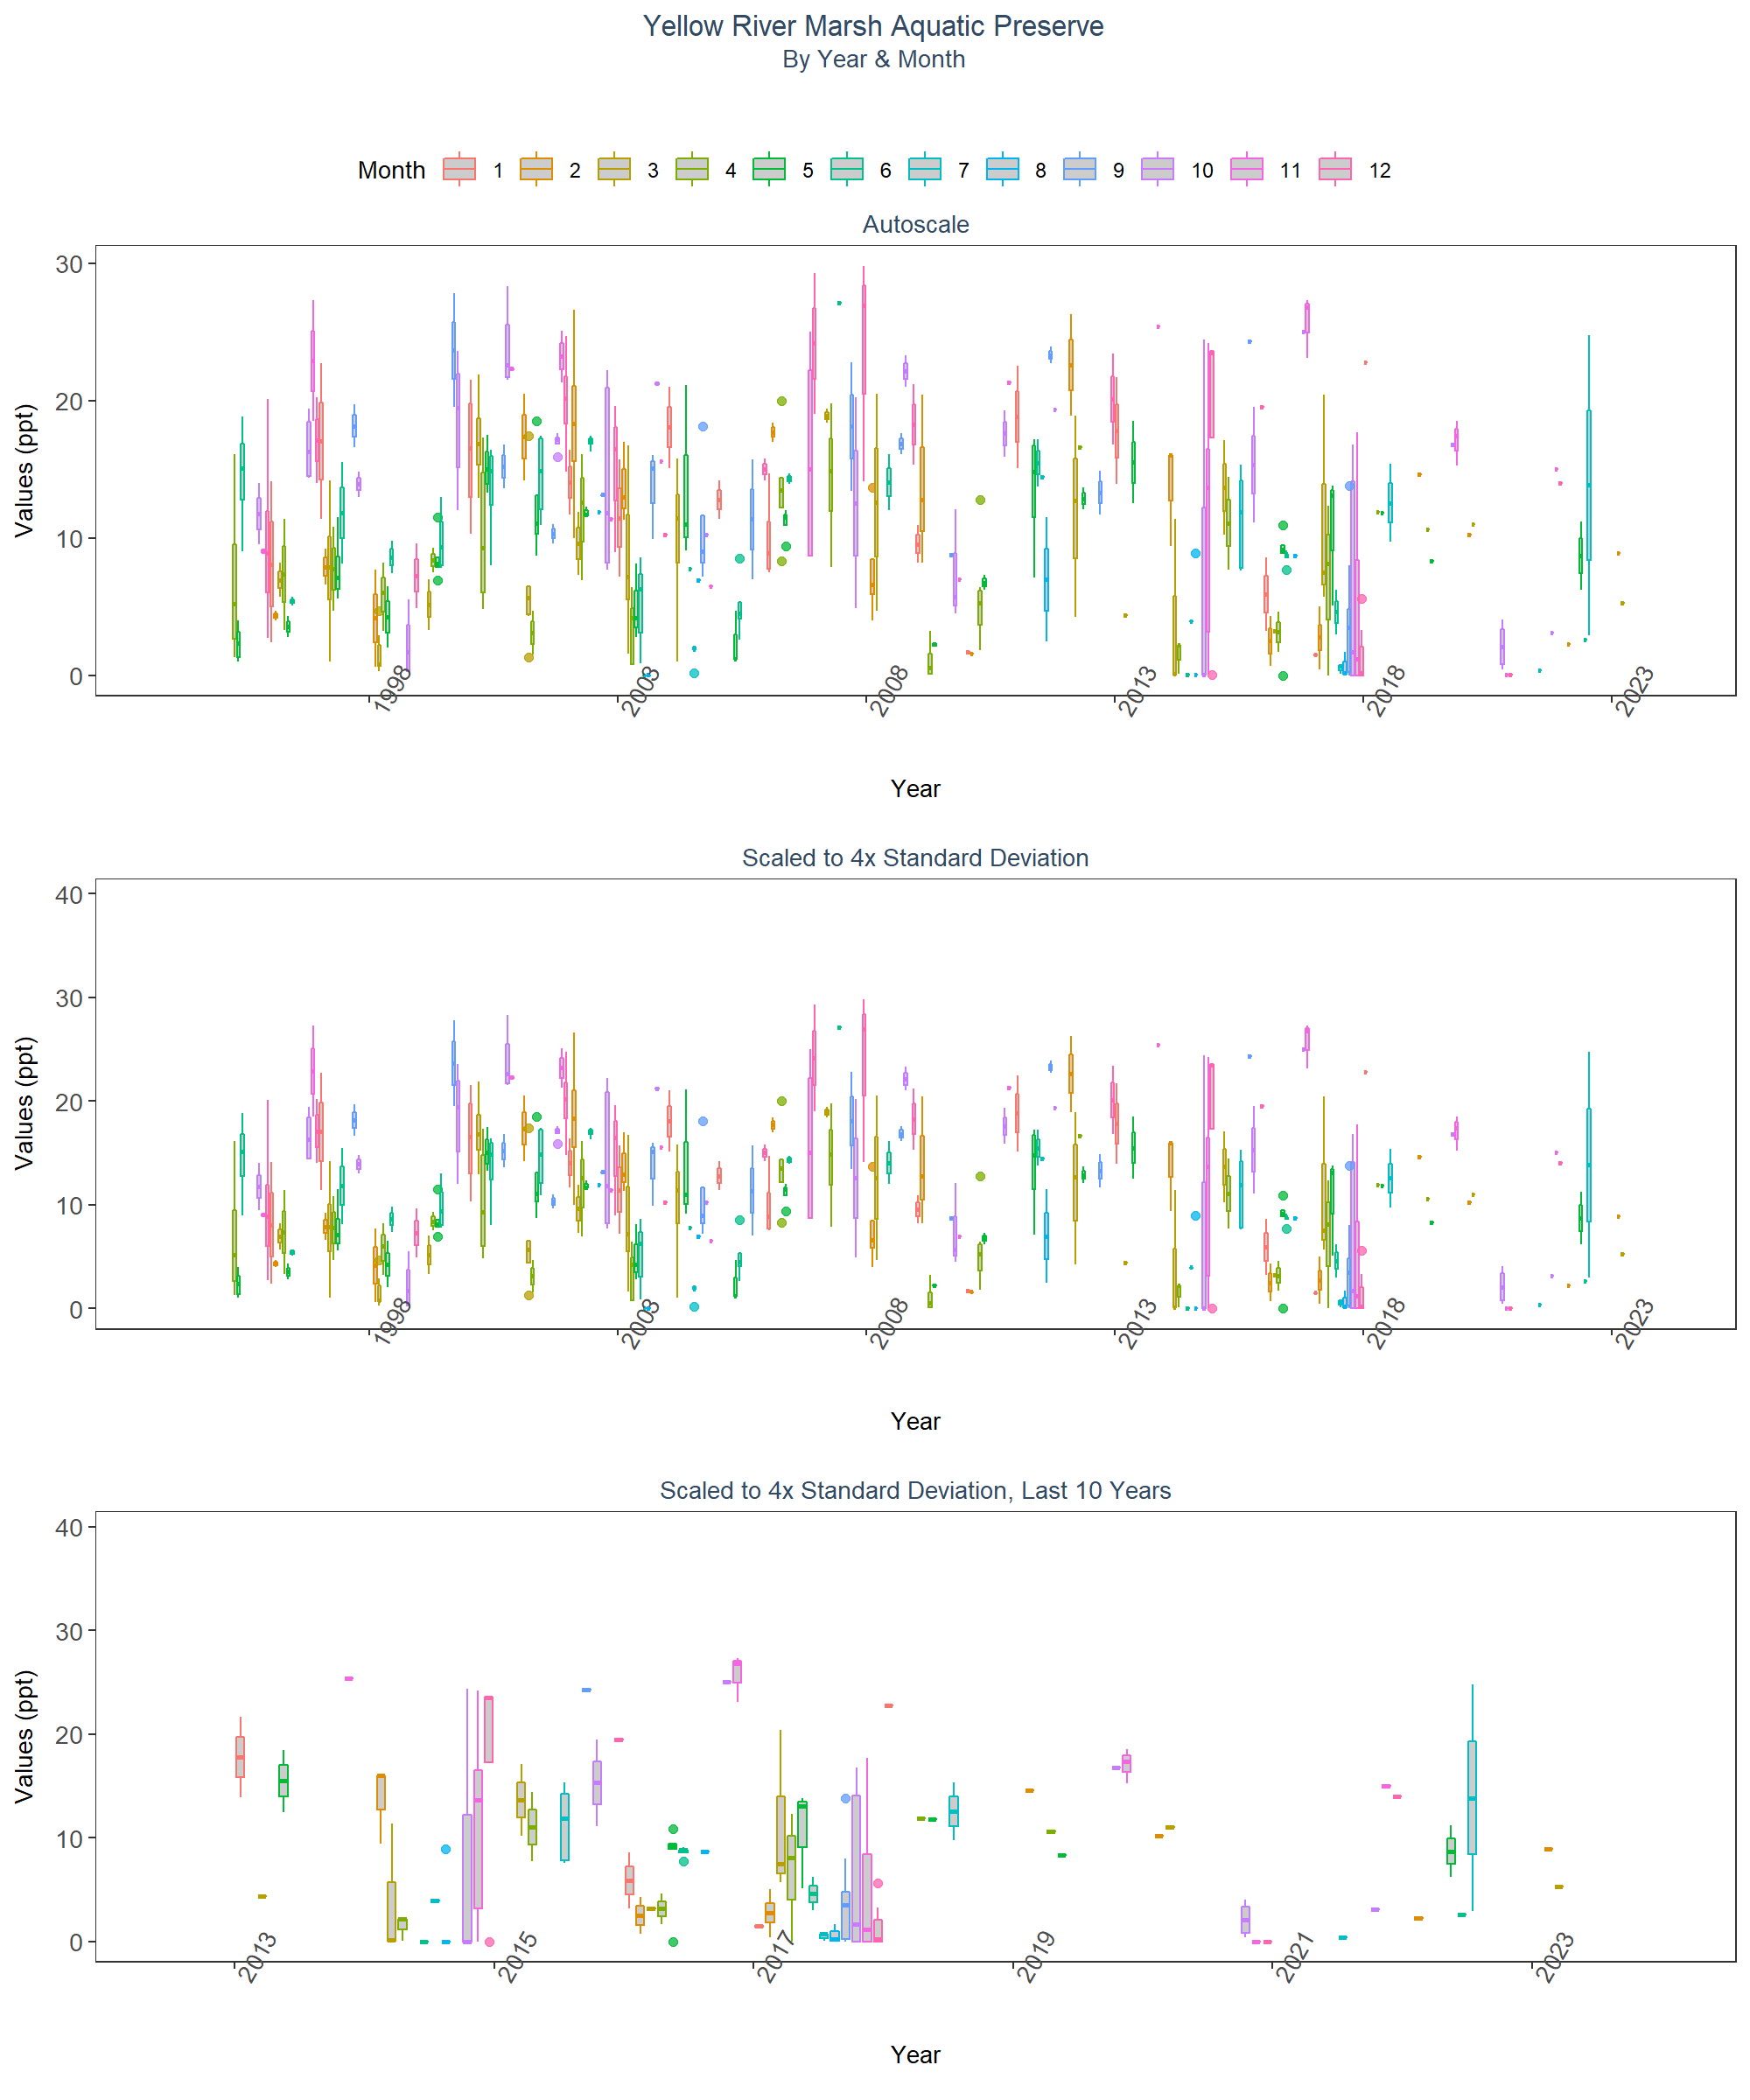 Yellow River Marsh Aquatic Preserve
By Year & Month
Month 1 2 3 4 5 6 7 8 9 10 11 12
Autoscale
Values (ppt)
30
20
10
0
1998 2003 2008 2013 2018 2023
Year
Scaled to 4x Standard Deviation
Values (ppt)
40
30
20
10
0
1998 2003 2008 2013 2018 2023
Year
Scaled to 4x Standard Deviation, Last 10 Years
Values (ppt)
40
30
20
10
0
2013 2015 2017 2019 2021 2023
Year